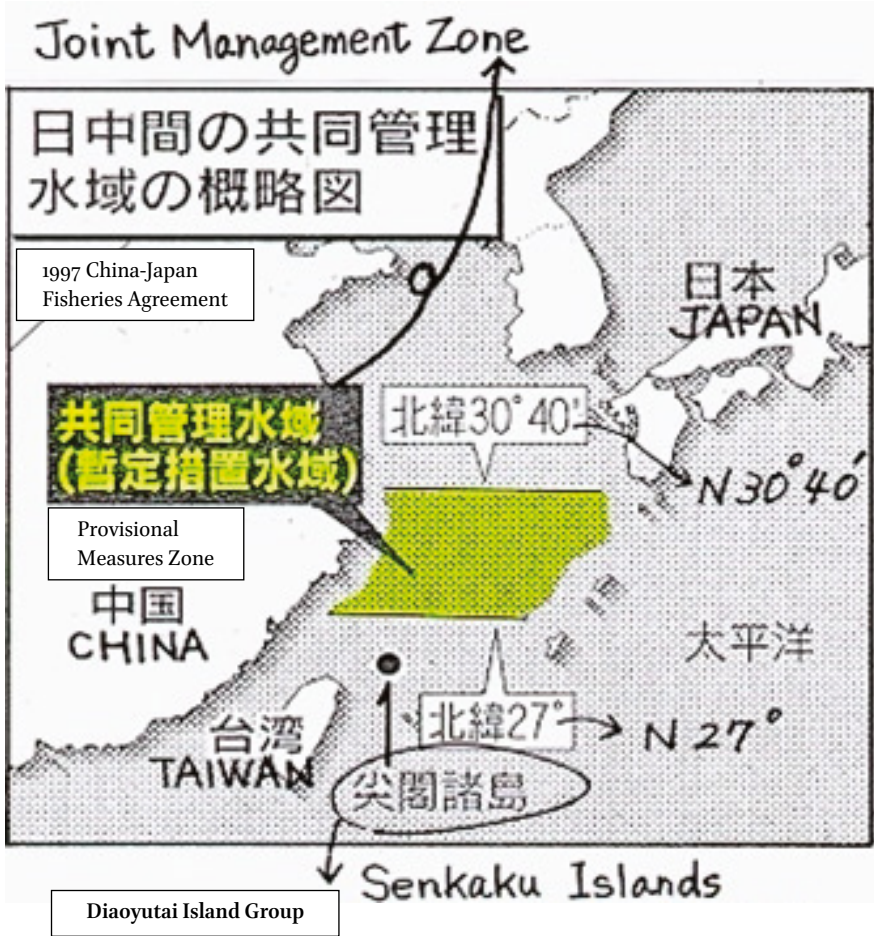 Joint Management Zone
日中間の共同管理
水域の概略図
1997 China-Japan
Fisheries Agreement
日本
JAPAN
共同管理水域
(暫定措置水域)
北緯30°40'
N 30° 40'
Provisional
Measures Zone
中国
CHINA
太平洋
北緯27°
N 27°
台湾
TAIWAN
尖閣諸島
Senkaku Islands
Diaoyutai Island Group